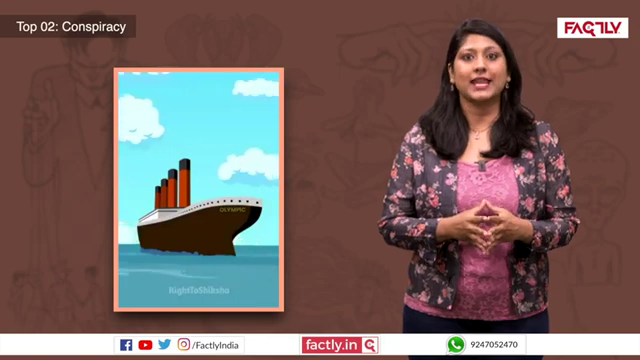 Top 02: Conspiracy
FACTLY
OLYMPIC
RightToShiksha
/FactlyIndia
factly.in
9247052470